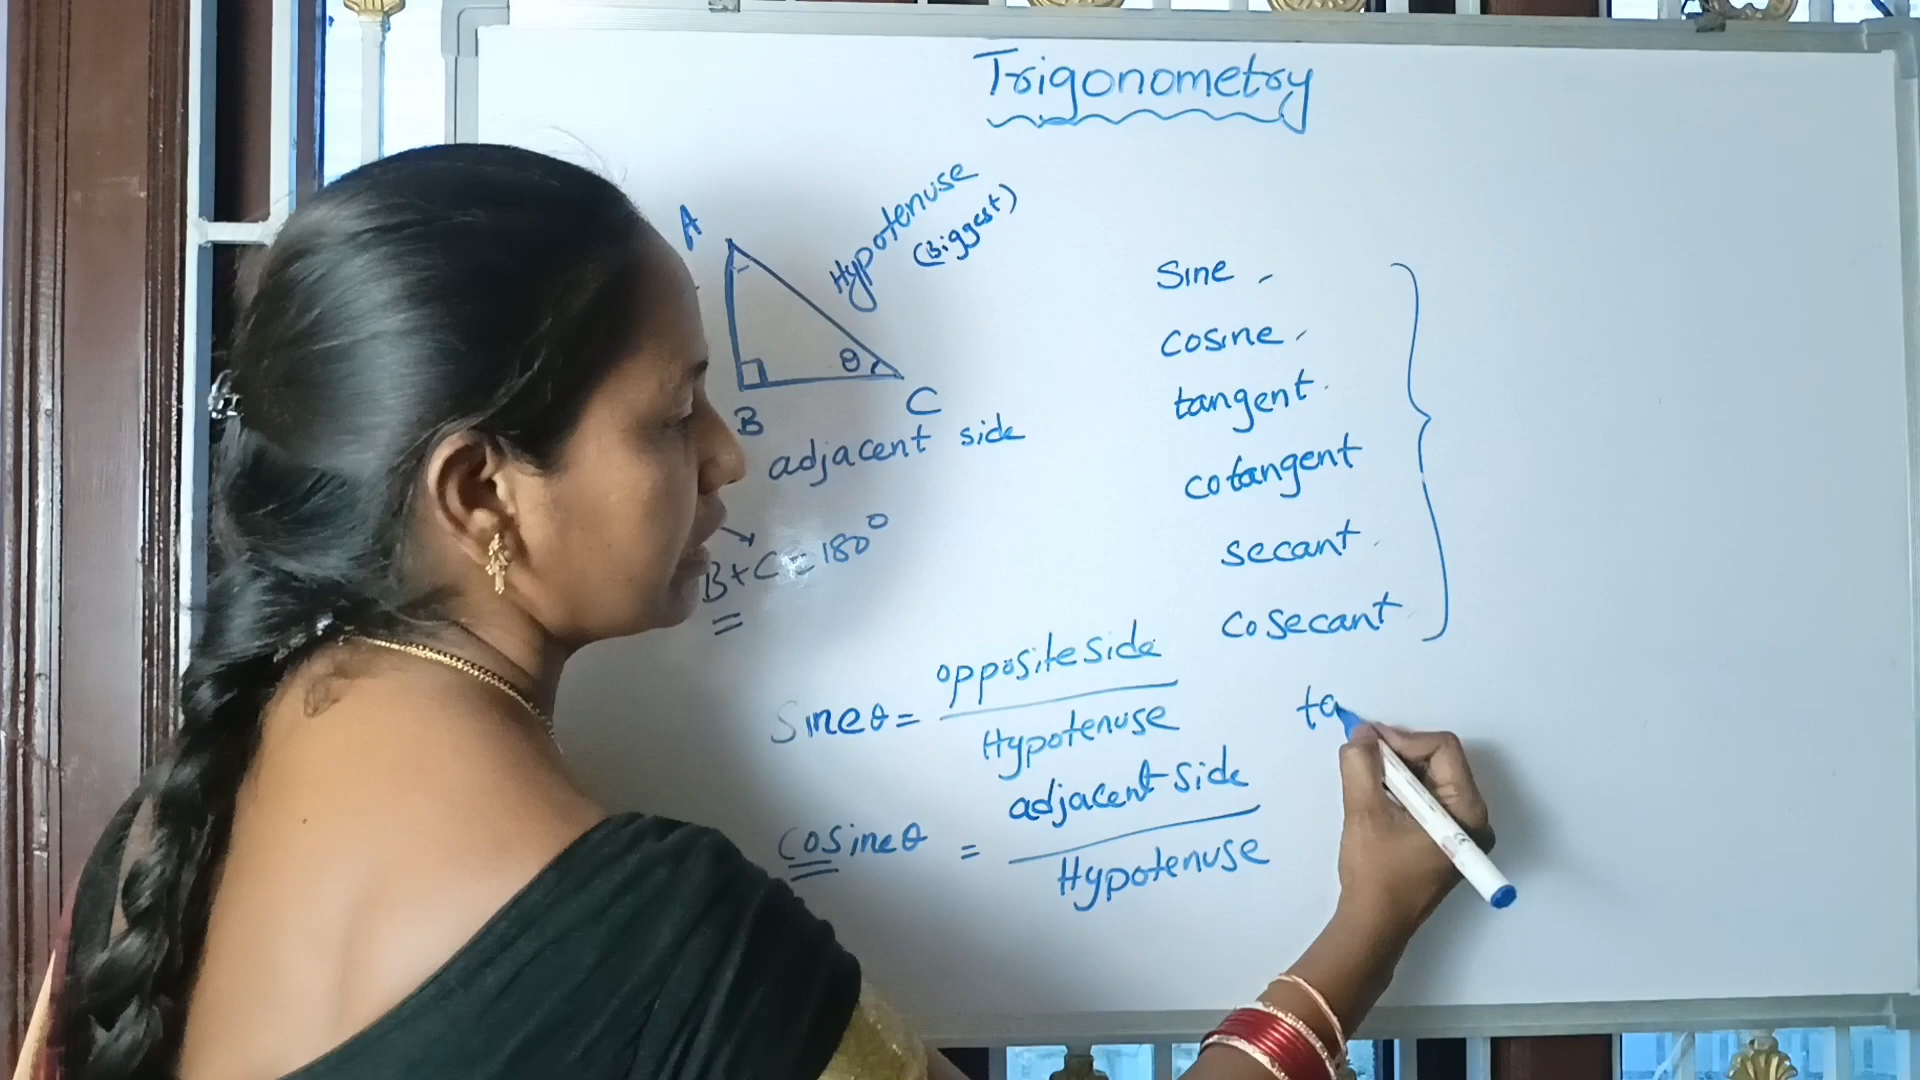 Trigonometry
A
Hypotenuse
(Biggest)
θ
B
C
adjacent side
B+C=180°
Sine
cosine
tangent
cotangent
secant
cosecant
Sineθ = opposite side
Hypotenuse
cosineθ = adjacent side
Hypotenuse
ta